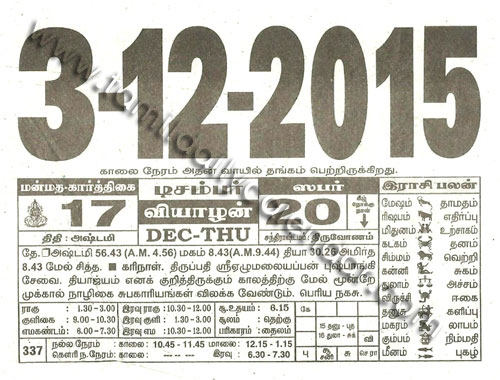 3-12-2015
காலை நேரம் அதன் வாயில் தங்கம் பெற்றிருக்கிறது.
மன்மத-கார்த்திகை டிசம்பர் ஸபர் இராசி பலன்
17 வியாழன் 20 கீழ் நோக்கு நாள்
திதி : அஷ்டமி DEC-THU சந்திராஷ்டமம் : திருவோணம்
மேஷம் தாமதம்
ரிஷபம் எதிர்ப்பு
மிதுனம் உற்சாகம்
கடகம் தனம்
சிம்மம் வெற்றி
கன்னி சுகம்
துலாம் அச்சம்
விருச்சி ஈகை
தனுசு களிப்பு
மகரம் லாபம்
கும்பம் நிம்மதி
மீனம் புகழ்
தே.அஷ்டமி 56.43 (A.M. 4.56) மகம் 8.43(A.M.9.44) தியா 30.26 அமிர்த
8.43 மேல் சித்த. கரிநாள். திருப்பதி ஸ்ரீஏழுமலையப்பன் புஷ்பாங்கி
சேவை. தியாஜ்யம் எனக் குறித்திருக்கும் காலத்திற்கு மேல் மூன்றே
முக்கால் நாழிகை சுபகாரியங்கள் விலக்க வேண்டும். பெரிய நகசு.
ராகு : 1.30 - 3.00 இரவு ராகு : 10.30 - 12.00 சூ.உதயம் : 6.15
குளிகை : 9.00 - 10.30 இரவு குளி : 1.30 - 3.00 சூலம் : தெற்கு
எமகண்டம் : 6.00 - 7.30 இரவு எம : 10.30 - 12.00 பரிகாரம் : தைலம்
337 நல்ல நேரம் : காலை: 10.45 - 11.45 மாலை: 12.15 - 1.15
கௌரி ந.நேரம்: காலை: இரவு : 6.30 - 7.30
கே
15 தனு - புத
16 துலா - சுக்
வி
பு சூ சனி சு செ ரா
www.tamildailycalendar.com